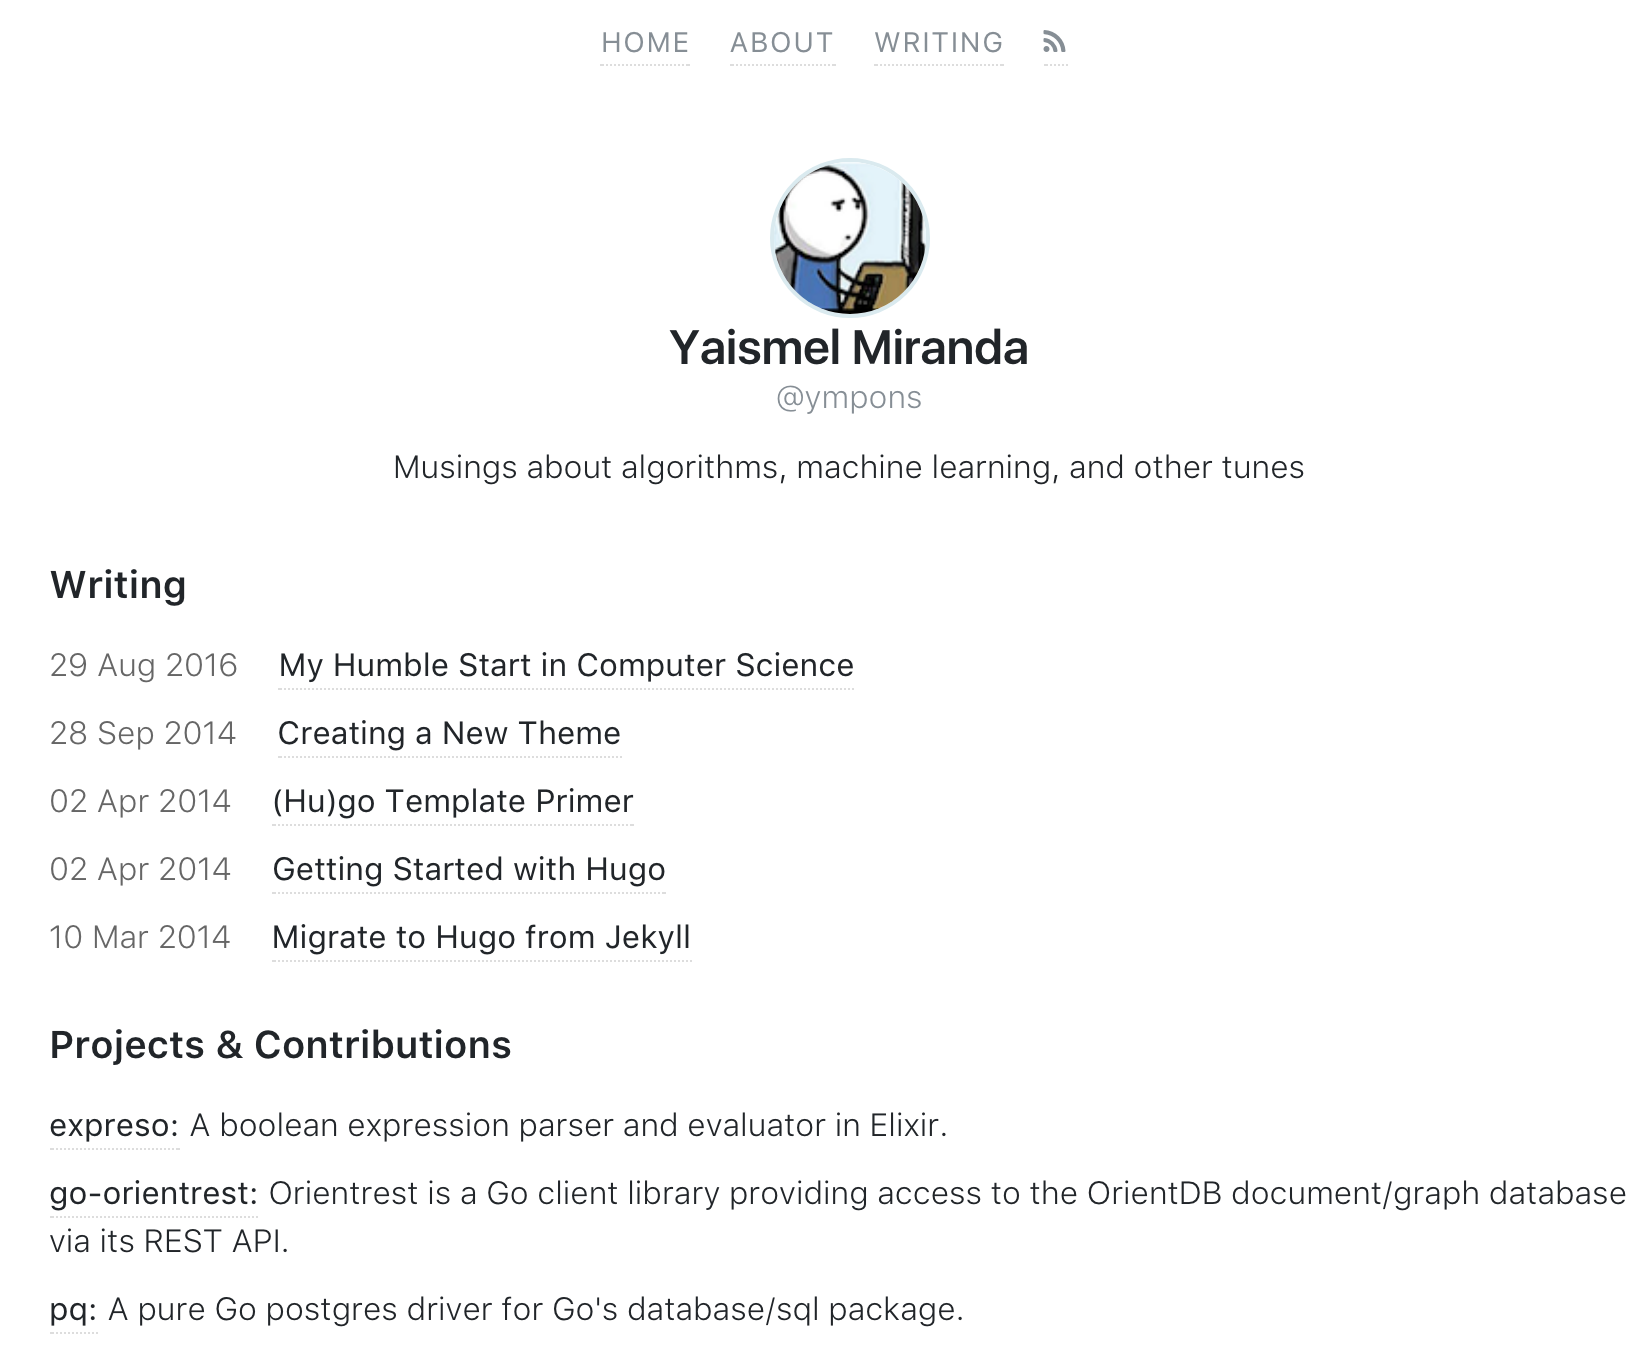 HOME ABOUT WRITING
Yaismel Miranda
@ympons
Musings about algorithms, machine learning, and other tunes
Writing
29 Aug 2016 My Humble Start in Computer Science
28 Sep 2014 Creating a New Theme
02 Apr 2014 (Hu)go Template Primer
02 Apr 2014 Getting Started with Hugo
10 Mar 2014 Migrate to Hugo from Jekyll
Projects & Contributions
expreso: A boolean expression parser and evaluator in Elixir.
go-orientrest: Orientrest is a Go client library providing access to the OrientDB document/graph database
via its REST API.
pq: A pure Go postgres driver for Go's database/sql package.